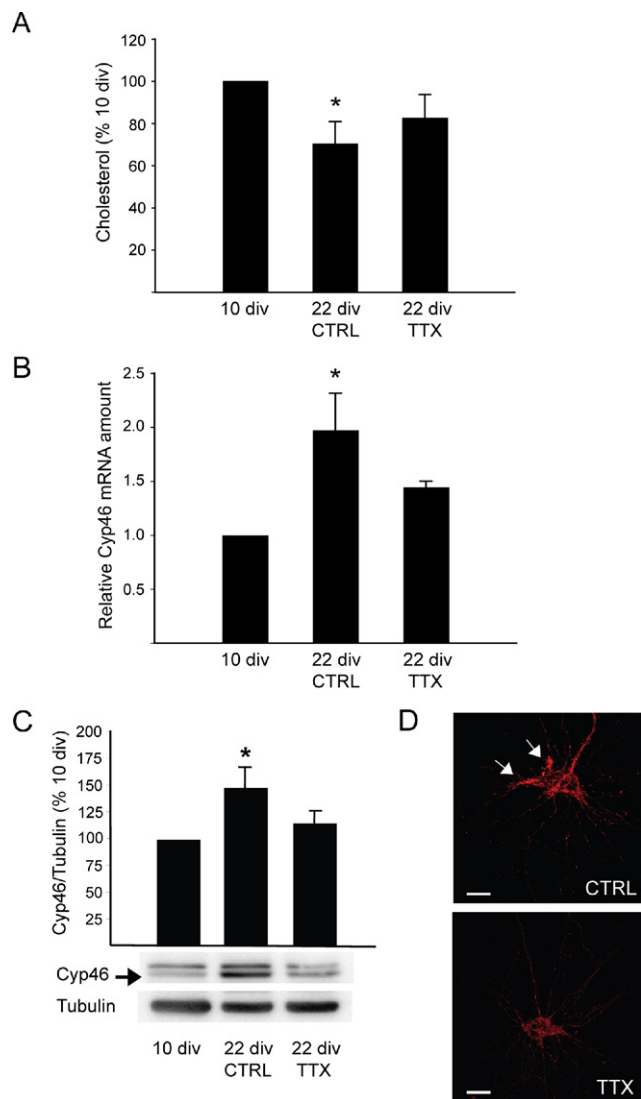 A
Cholesterol (% 10 div)
120
100
80
60
40
20
*
10 div
22 div
CTRL
22 div
TTX
B
Relative Cyp46 mRNA amount
2.5
2.0
1.5
1.0
0.5
*
10 div
22 div
CTRL
22 div
TTX
C
Cyp46/Tubulin (% 10 div)
200
175
150
125
100
75
50
25
*
Cyp46
Tubulin
10 div
22 div
CTRL
22 div
TTX
D
CTRL
TTX